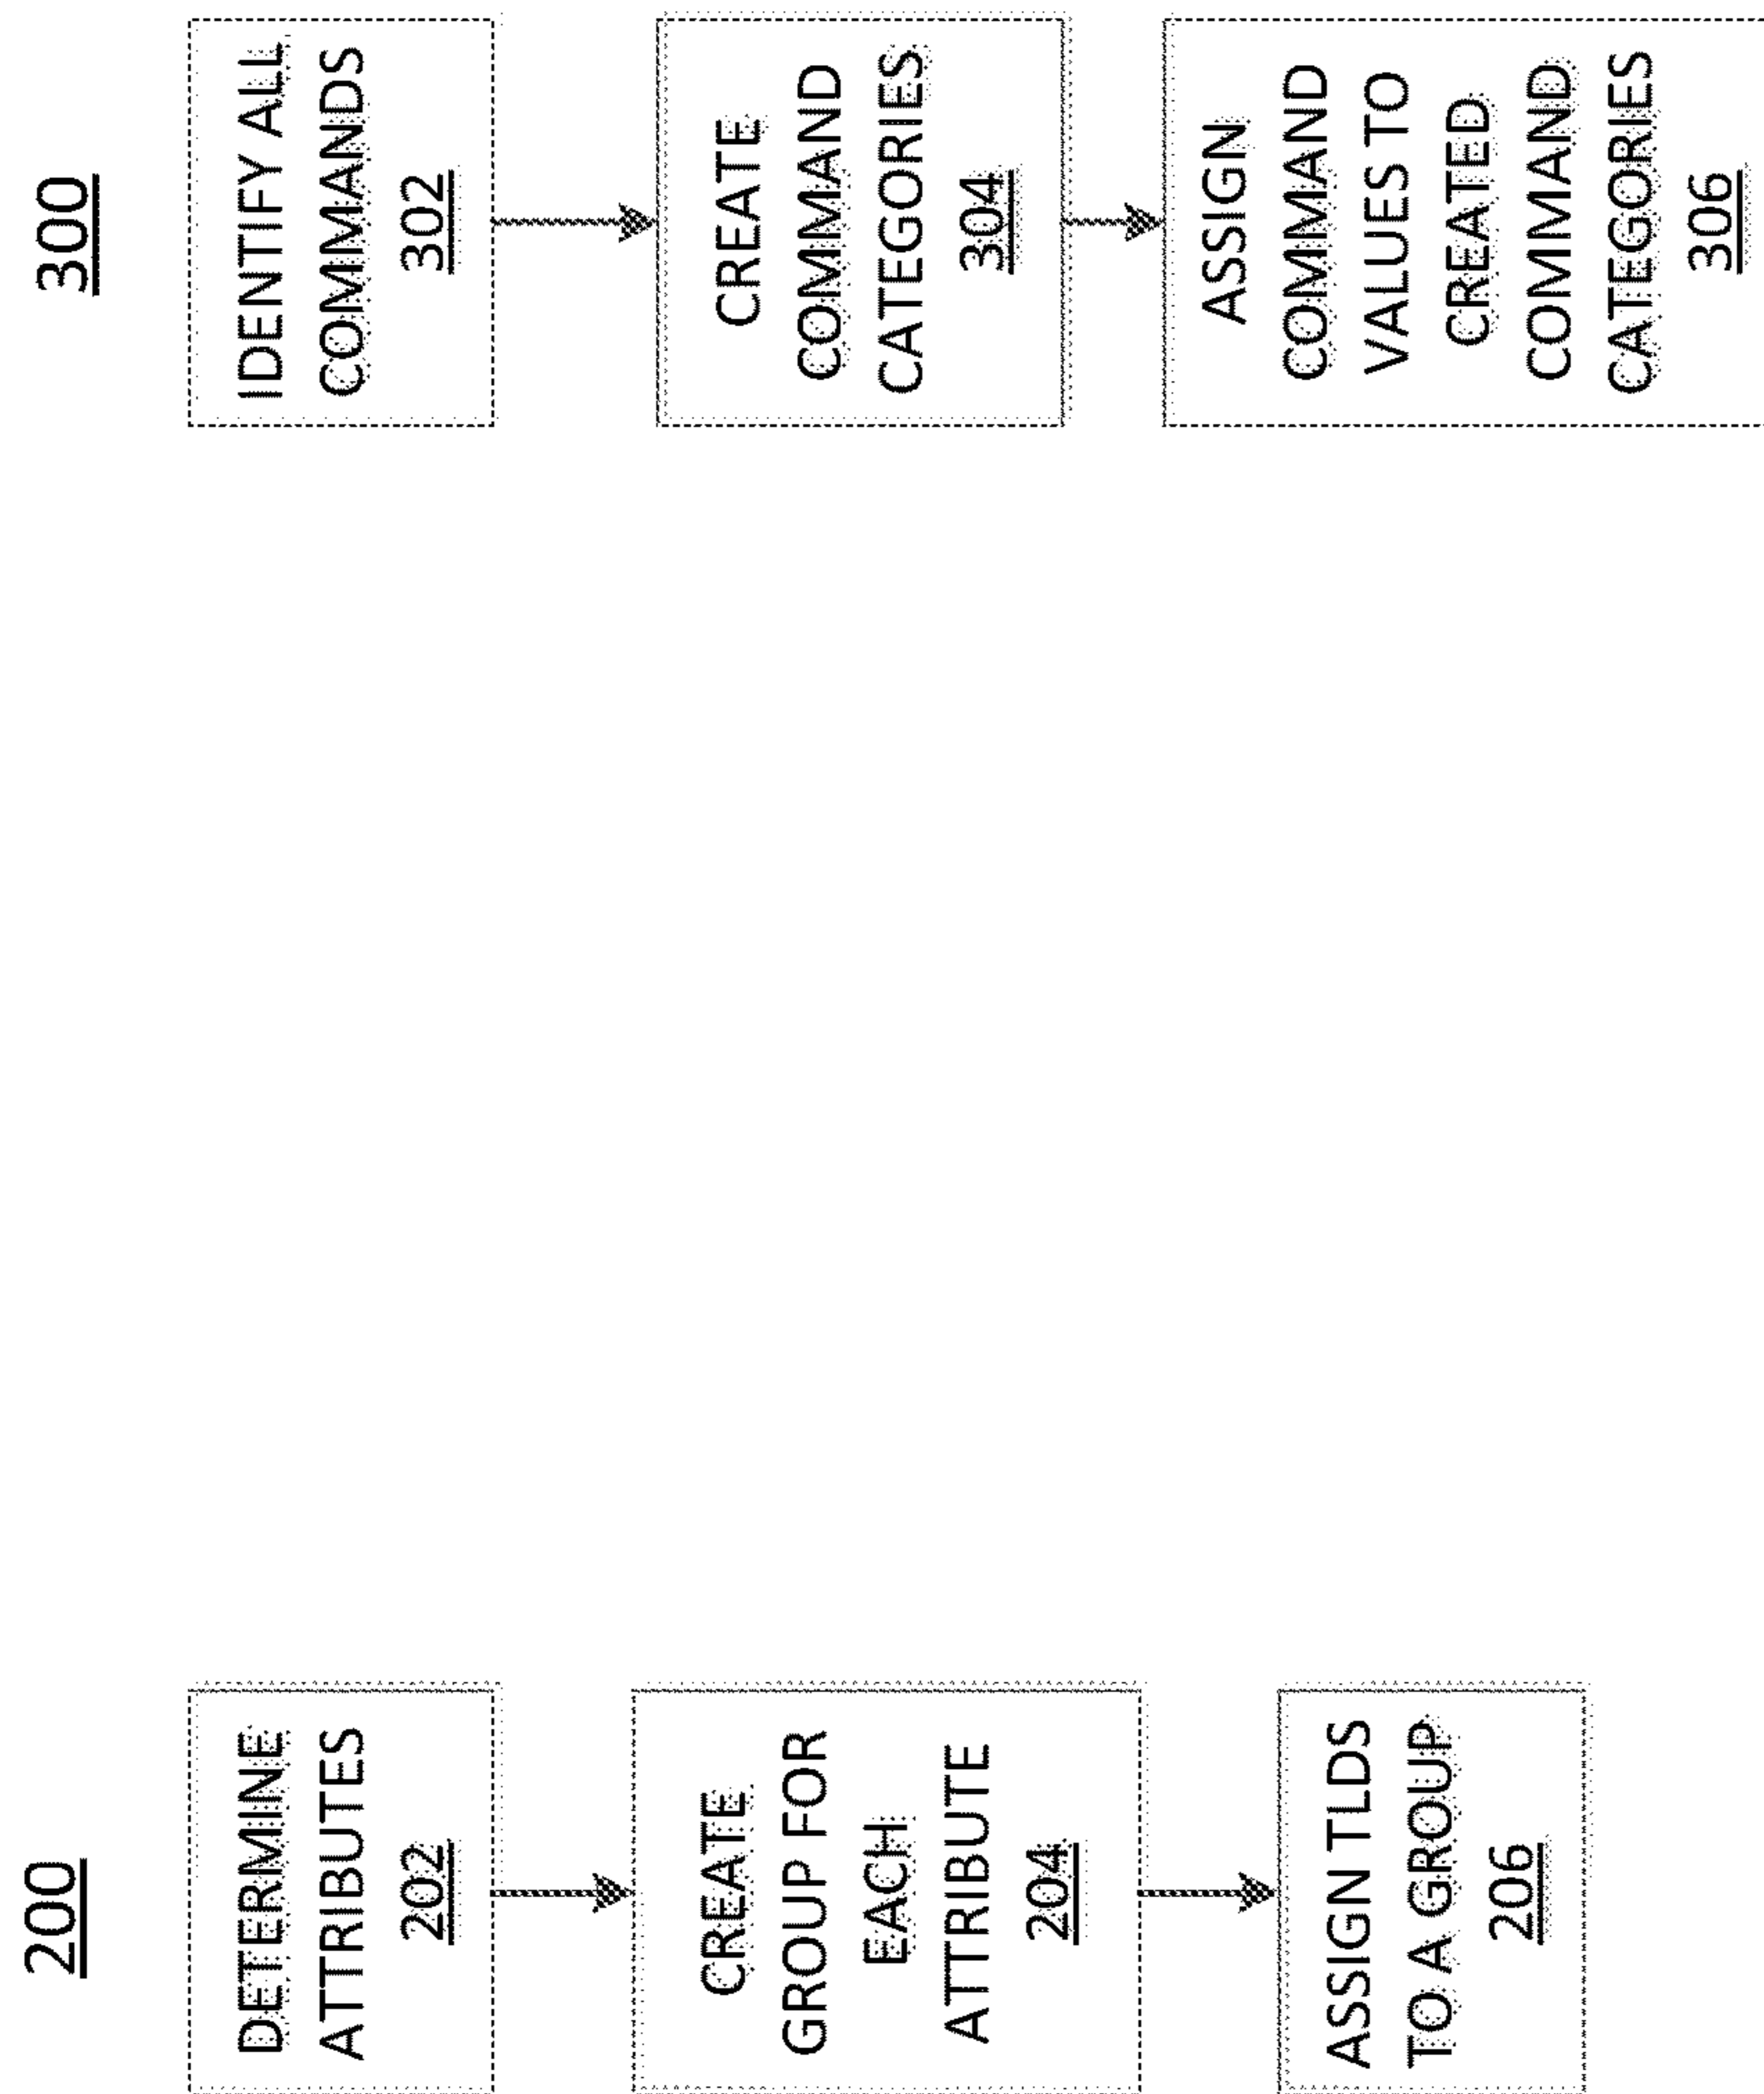 200
DETERMINE
ATTRIBUTES
202
CREATE
GROUP FOR
EACH
ATTRIBUTE
204
ASSIGN TLDS
TO A GROUP
206
300
IDENTIFY ALL
COMMANDS
302
CREATE
COMMAND
CATEGORIES
304
ASSIGN
COMMAND
VALUES TO
CREATED
COMMAND
CATEGORIES
306